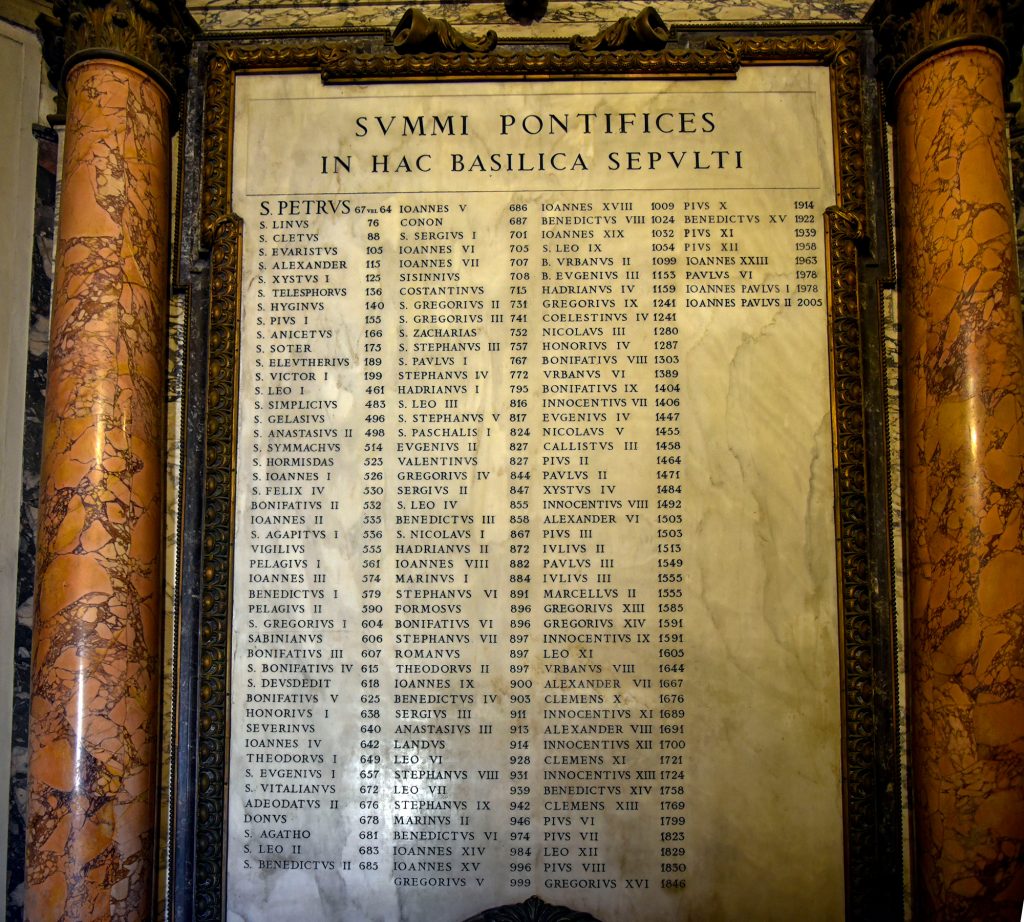 SVMMI PONTIFICES
IN HAC BASILICA SEPVLTI
S. PETRVS 67 VEL 64
S. LINVS 76
S. CLETVS 88
S. EVARISTVS 105
S. ALEXANDER 113
S. XYSTVS I 125
S. TELESPHORVS 136
S. HYGINVS 140
S. PIVS I 155
S. ANICETVS 166
S. SOTER 175
S. ELEVTHERIVS 189
S. VICTOR I 199
S. LEO I 461
S. SIMPLICIVS 483
S. GELASIVS 496
S. ANASTASIVS II 498
S. SYMMACHVS 514
S. HORMISDAS 523
S. IOANNES I 526
S. FELIX IV 530
BONIFATIVS II 532
IOANNES II 535
S. AGAPITVS I 536
VIGILIVS 555
PELAGIVS I 561
IOANNES III 574
BENEDICTVS I 579
PELAGIVS II 590
S. GREGORIVS I 604
SABINIANVS 606
BONIFATIVS III 607
S. BONIFATIVS IV 615
S. DEVSDEDIT 618
BONIFATIVS V 625
HONORIVS I 638
SEVERINVS 640
IOANNES IV 642
THEODORVS I 649
S. EVGENIVS I 657
S. VITALIANVS 672
ADEODATVS II 676
DONVS 678
S. AGATHO 681
S. LEO II 683
S. BENEDICTVS II 685
IOANNES V 686
CONON 687
S. SERGIVS I 701
IOANNES VI 705
IOANNES VII 707
SISINNIVS 708
COSTANTINVS 715
S. GREGORIVS II 731
S. GREGORIVS III 741
S. ZACHARIAS 752
S. STEPHANVS III 757
S. PAVLVS I 767
STEPHANVS IV 772
HADRIANVS I 795
S. LEO III 816
S. STEPHANVS V 817
S. PASCHALIS I 824
EVGENIVS II 827
VALENTINVS 827
GREGORIVS IV 844
SERGIVS II 847
S. LEO IV 855
BENEDICTVS III 858
S. NICOLAVS I 867
HADRIANVS II 872
IOANNES VIII 882
MARINVS I 884
STEPHANVS VI 891
FORMOSVS 896
BONIFATIVS VI 896
STEPHANVS VII 897
ROMANVS 897
THEODORVS II 897
IOANNES IX 900
BENEDICTVS IV 903
SERGIVS III 911
ANASTASIVS III 913
LANDVS 914
LEO VI 928
STEPHANVS VIII 931
LEO VII 939
STEPHANVS IX 942
MARINVS II 946
BENEDICTVS VI 974
IOANNES XIV 984
IOANNES XV 996
GREGORIVS V 999
IOANNES XVIII 1009
BENEDICTVS VIII 1024
IOANNES XIX 1032
S. LEO IX 1054
B. VRBANVS II 1099
B. EVGENIVS III 1153
HADRIANVS IV 1159
GREGORIVS IX 1241
COELESTINVS IV 1241
NICOLAVS III 1280
HONORIVS IV 1287
BONIFATIVS VIII 1303
VRBANVS VI 1389
BONIFATIVS IX 1404
INNOCENTIVS VII 1406
EVGENIVS IV 1447
NICOLAVS V 1455
CALLISTVS III 1458
PIVS II 1464
PAVLVS II 1471
XYSTVS IV 1484
INNOCENTIVS VIII 1492
ALEXANDER VI 1503
PIVS III 1503
IVLIVS II 1513
PAVLVS III 1549
IVLIVS III 1555
MARCELLVS II 1555
GREGORIVS XIII 1585
GREGORIVS XIV 1591
INNOCENTIVS IX 1591
LEO XI 1605
VRBANVS VIII 1644
ALEXANDER VII 1667
CLEMENS X 1676
INNOCENTIVS XI 1689
ALEXANDER VIII 1691
INNOCENTIVS XII 1700
CLEMENS XI 1721
INNOCENTIVS XIII 1724
BENEDICTVS XIV 1758
CLEMENS XIII 1769
PIVS VI 1799
PIVS VII 1823
LEO XII 1829
PIVS VIII 1830
GREGORIVS XVI 1846
PIVS X 1914
BENEDICTVS XV 1922
PIVS XI 1939
PIVS XII 1958
IOANNES XXIII 1963
PAVLVS VI 1978
IOANNES PAVLVS I 1978
IOANNES PAVLVS II 2005